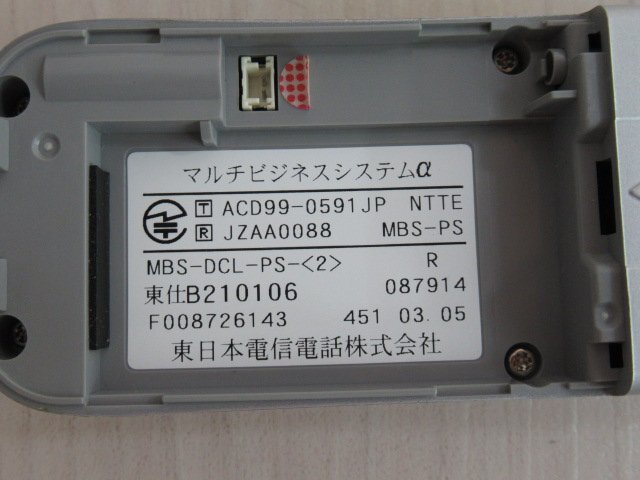 マルチビジネスシステムα
T ACD99-0591JP NTTE
R JZAA0088 MBS-PS
MBS-DCL-PS-<2> R
東仕B210106 087914
F008726143 451 03.05
東日本電信電話株式会社